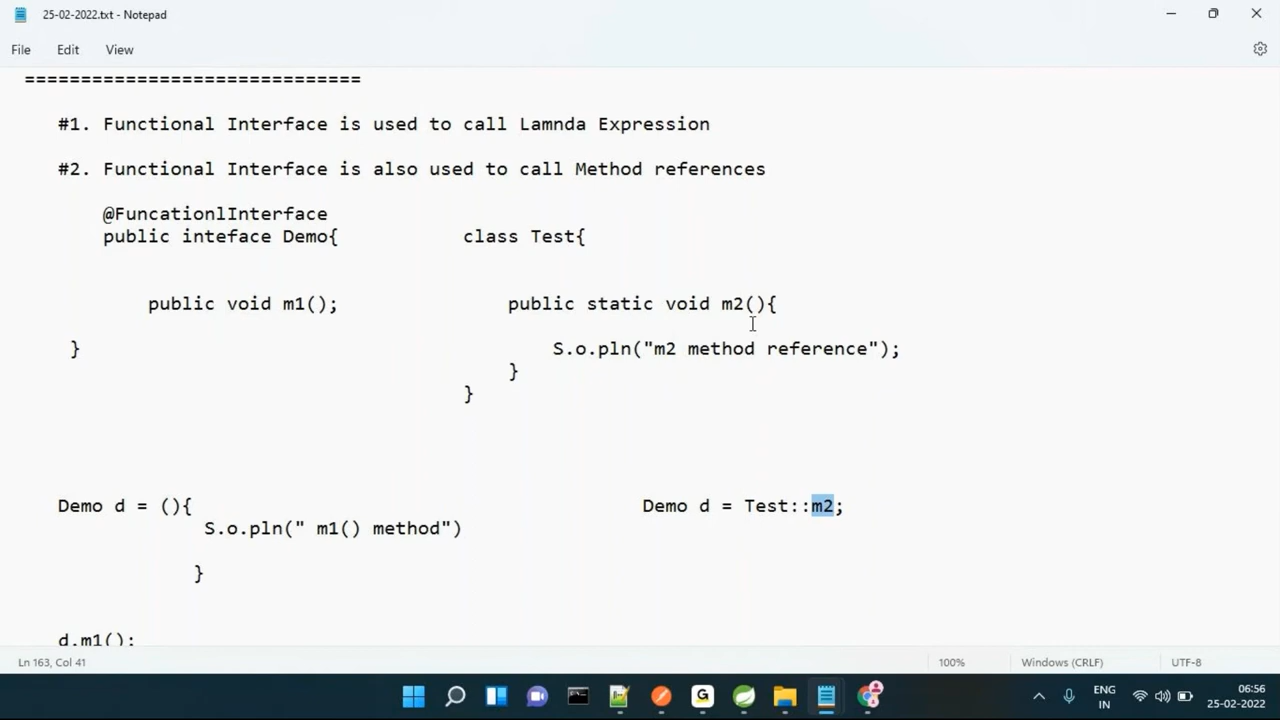 25-02-2022.txt - Notepad
File Edit View
==============================
#1. Functional Interface is used to call Lamnda Expression
#2. Functional Interface is also used to call Method references
@FuncationlInterface
public inteface Demo{ class Test{
public void m1(); public static void m2(){
} S.o.pln("m2 method reference");
}
}
Demo d = (){ Demo d = Test::m2;
S.o.pln(" m1() method")
}
d.m1();
Ln 163, Col 41 100% Windows (CRLF) UTF-8
ENG 06:56
IN 25-02-2022